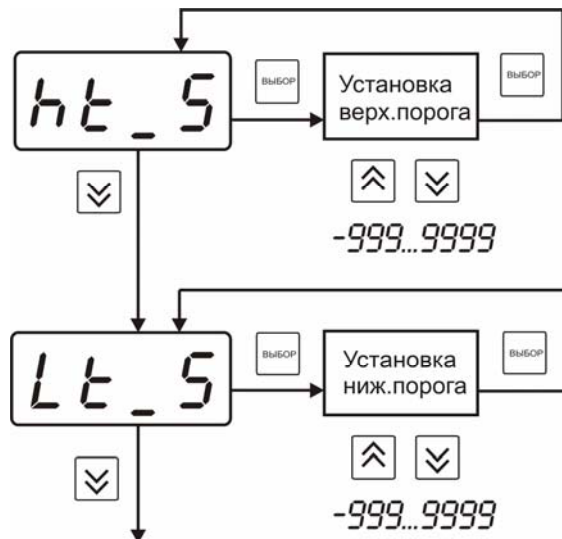 ht_S
ВЫБОР
Установка
верх.порога
ВЫБОР
-999...9999
Lt_S
ВЫБОР
Установка
ниж.порога
ВЫБОР
-999...9999